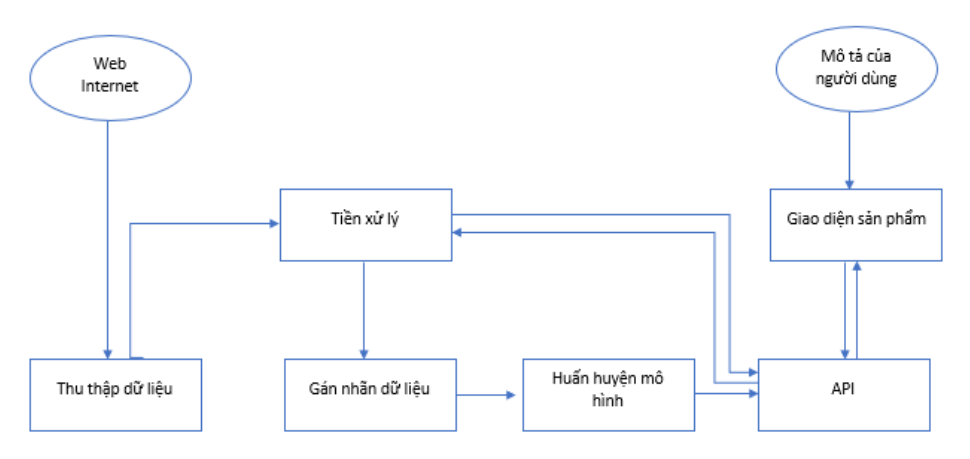 Web
Internet
Mô tả của
người dùng
Tiền xử lý
Giao diện sản phẩm
Thu thập dữ liệu
Gán nhãn dữ liệu
Huấn huyện mô
hình
API